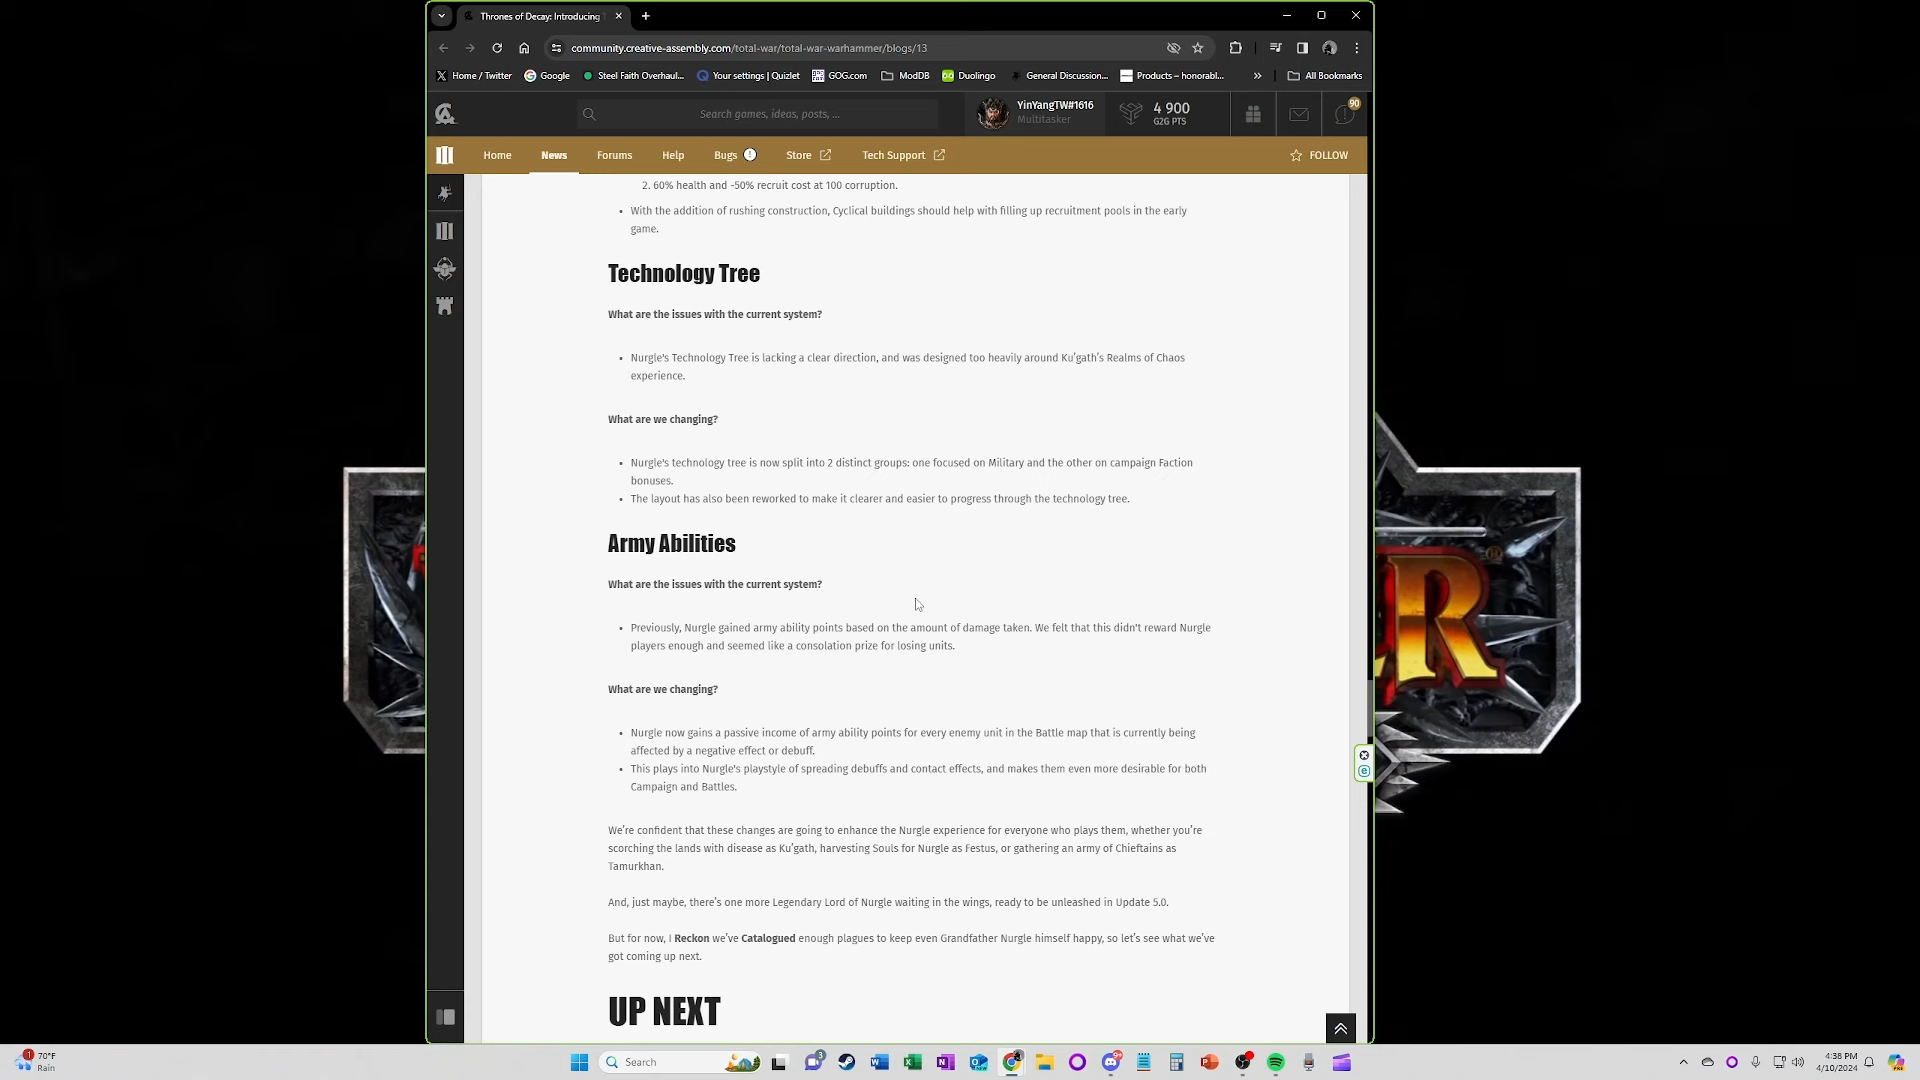 Thrones of Decay: Introducing T
community.creative-assembly.com/total-war/total-war-warhammer/blogs/13
Home / Twitter
Google
Steel Faith Overhaul...
Your settings | Quizlet
GOG.com
ModDB
Duolingo
General Discussion...
Products – honorabl...
»
All Bookmarks
Search games, ideas, posts, ...
YinYangTW#1616
Multitasker
4 900
G2G PTS
90
Home
News
Forums
Help
Bugs
Store
Tech Support
FOLLOW
2. 60% health and -50% recruit cost at 100 corruption.
• With the addition of rushing construction, Cyclical buildings should help with filling up recruitment pools in the early
game.
Technology Tree
What are the issues with the current system?
• Nurgle's Technology Tree is lacking a clear direction, and was designed too heavily around Ku’gath’s Realms of Chaos
experience.
What are we changing?
• Nurgle's technology tree is now split into 2 distinct groups: one focused on Military and the other on campaign Faction
bonuses.
• The layout has also been reworked to make it clearer and easier to progress through the technology tree.
Army Abilities
What are the issues with the current system?
• Previously, Nurgle gained army ability points based on the amount of damage taken. We felt that this didn't reward Nurgle
players enough and seemed like a consolation prize for losing units.
What are we changing?
• Nurgle now gains a passive income of army ability points for every enemy unit in the Battle map that is currently being
affected by a negative effect or debuff.
• This plays into Nurgle's playstyle of spreading debuffs and contact effects, and makes them even more desirable for both
Campaign and Battles.
We’re confident that these changes are going to enhance the Nurgle experience for everyone who plays them, whether you’re
scorching the lands with disease as Ku’gath, harvesting Souls for Nurgle as Festus, or gathering an army of Chieftains as
Tamurkhan.
And, just maybe, there’s one more Legendary Lord of Nurgle waiting in the wings, ready to be unleashed in Update 5.0.
But for now, I Reckon we’ve Catalogued enough plagues to keep even Grandfather Nurgle himself happy, so let’s see what we’ve
got coming up next.
UP NEXT
R
®
1
70°F
Rain
Search
3
9+
4:38 PM
4/10/2024